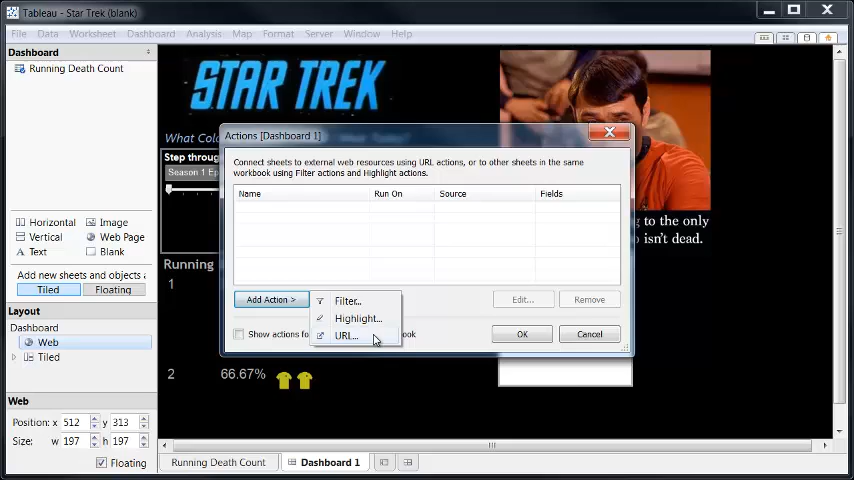 Tableau - Star Trek (blank)
File Data Worksheet Dashboard Analysis Map Format Server Window Help
Dashboard
Running Death Count
Horizontal Image
Vertical Web Page
Text Blank
Add new sheets and objects a
Tiled Floating
Layout
Dashboard
Web
Tiled
Web
Position: x 512 y 313
Size: w 197 h 197
Floating
STAR TREK
What Colo
Step throug
Season 1 Ep
Running
1
2 66.67%
g to the only
isn't dead.
Actions [Dashboard 1]
Connect sheets to external web resources using URL actions, or to other sheets in the same
workbook using Filter actions and Highlight actions.
Name Run On Source Fields
Add Action > Edit... Remove
Filter...
Highlight...
URL...
Show actions fo ook
OK Cancel
Running Death Count Dashboard 1